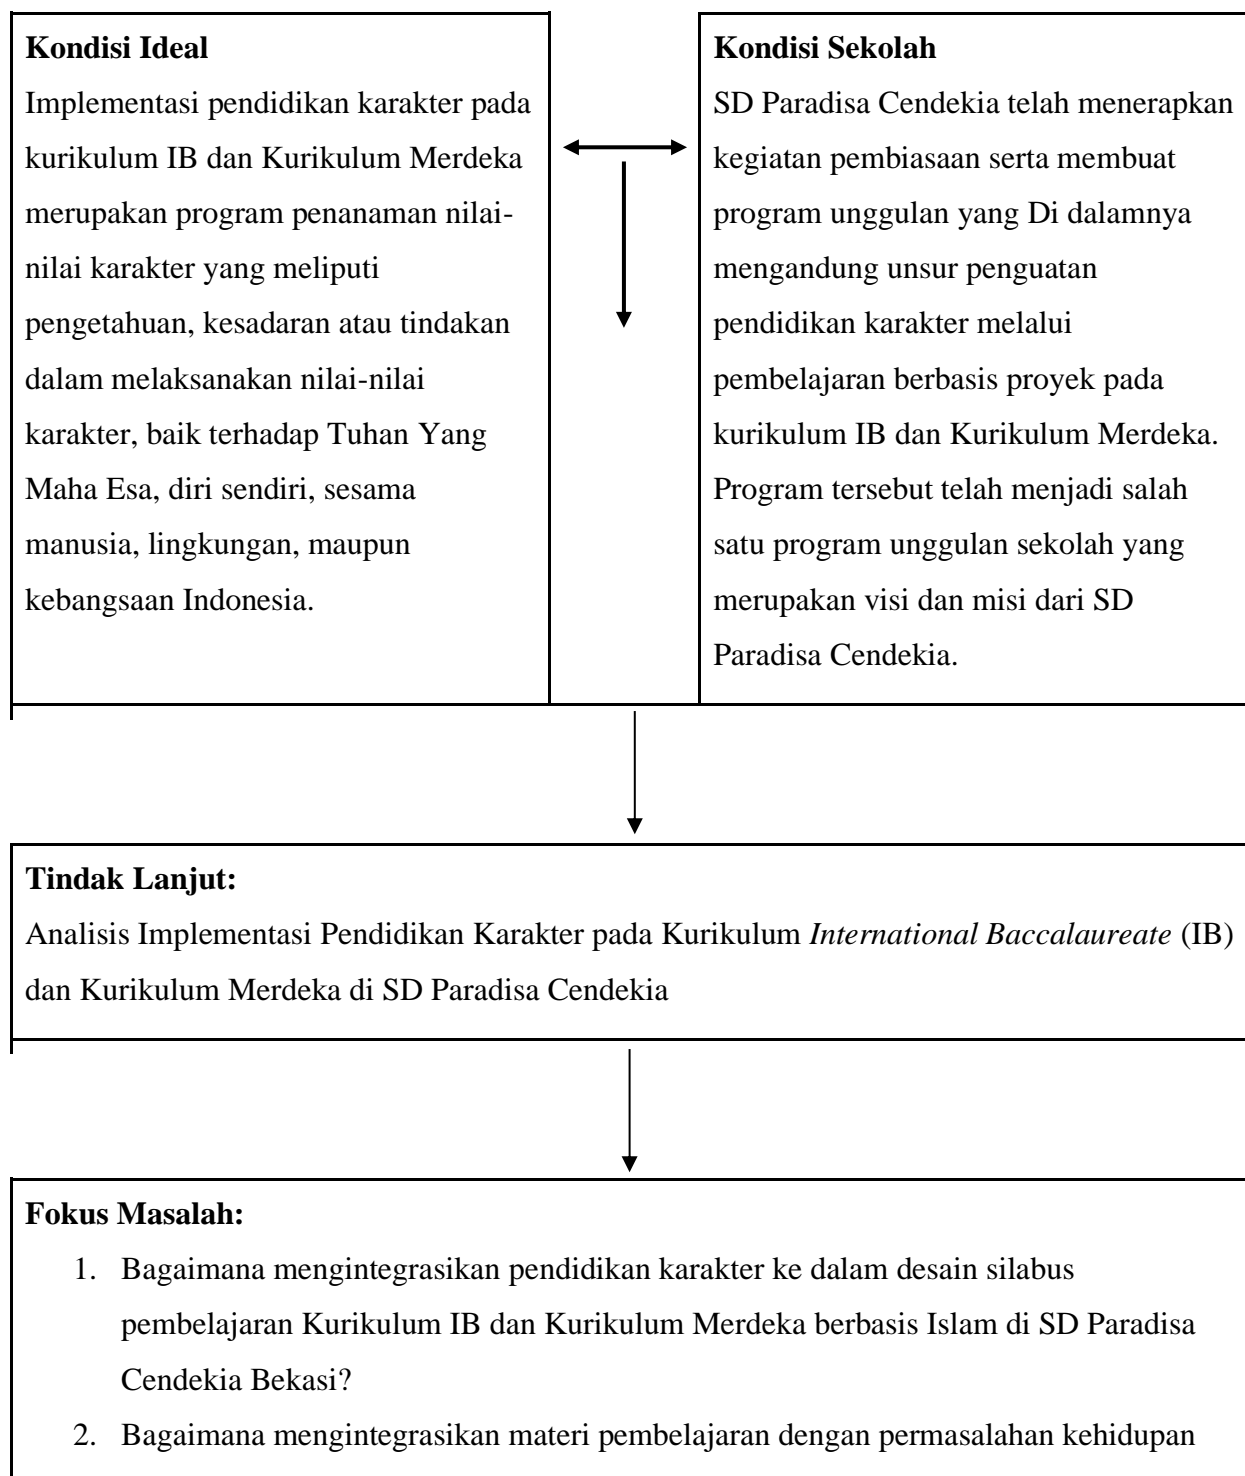 Kondisi Ideal
Implementasi pendidikan karakter pada
kurikulum IB dan Kurikulum Merdeka
merupakan program penanaman nilai-
nilai karakter yang meliputi
pengetahuan, kesadaran atau tindakan
dalam melaksanakan nilai-nilai
karakter, baik terhadap Tuhan Yang
Maha Esa, diri sendiri, sesama
manusia, lingkungan, maupun
kebangsaan Indonesia.
Kondisi Sekolah
SD Paradisa Cendekia telah menerapkan
kegiatan pembiasaan serta membuat
program unggulan yang Di dalamnya
mengandung unsur penguatan
pendidikan karakter melalui
pembelajaran berbasis proyek pada
kurikulum IB dan Kurikulum Merdeka.
Program tersebut telah menjadi salah
satu program unggulan sekolah yang
merupakan visi dan misi dari SD
Paradisa Cendekia.
Tindak Lanjut:
Analisis Implementasi Pendidikan Karakter pada Kurikulum International Baccalaureate (IB)
dan Kurikulum Merdeka di SD Paradisa Cendekia
Fokus Masalah:
1. Bagaimana mengintegrasikan pendidikan karakter ke dalam desain silabus
pembelajaran Kurikulum IB dan Kurikulum Merdeka berbasis Islam di SD Paradisa
Cendekia Bekasi?
2. Bagaimana mengintegrasikan materi pembelajaran dengan permasalahan kehidupan